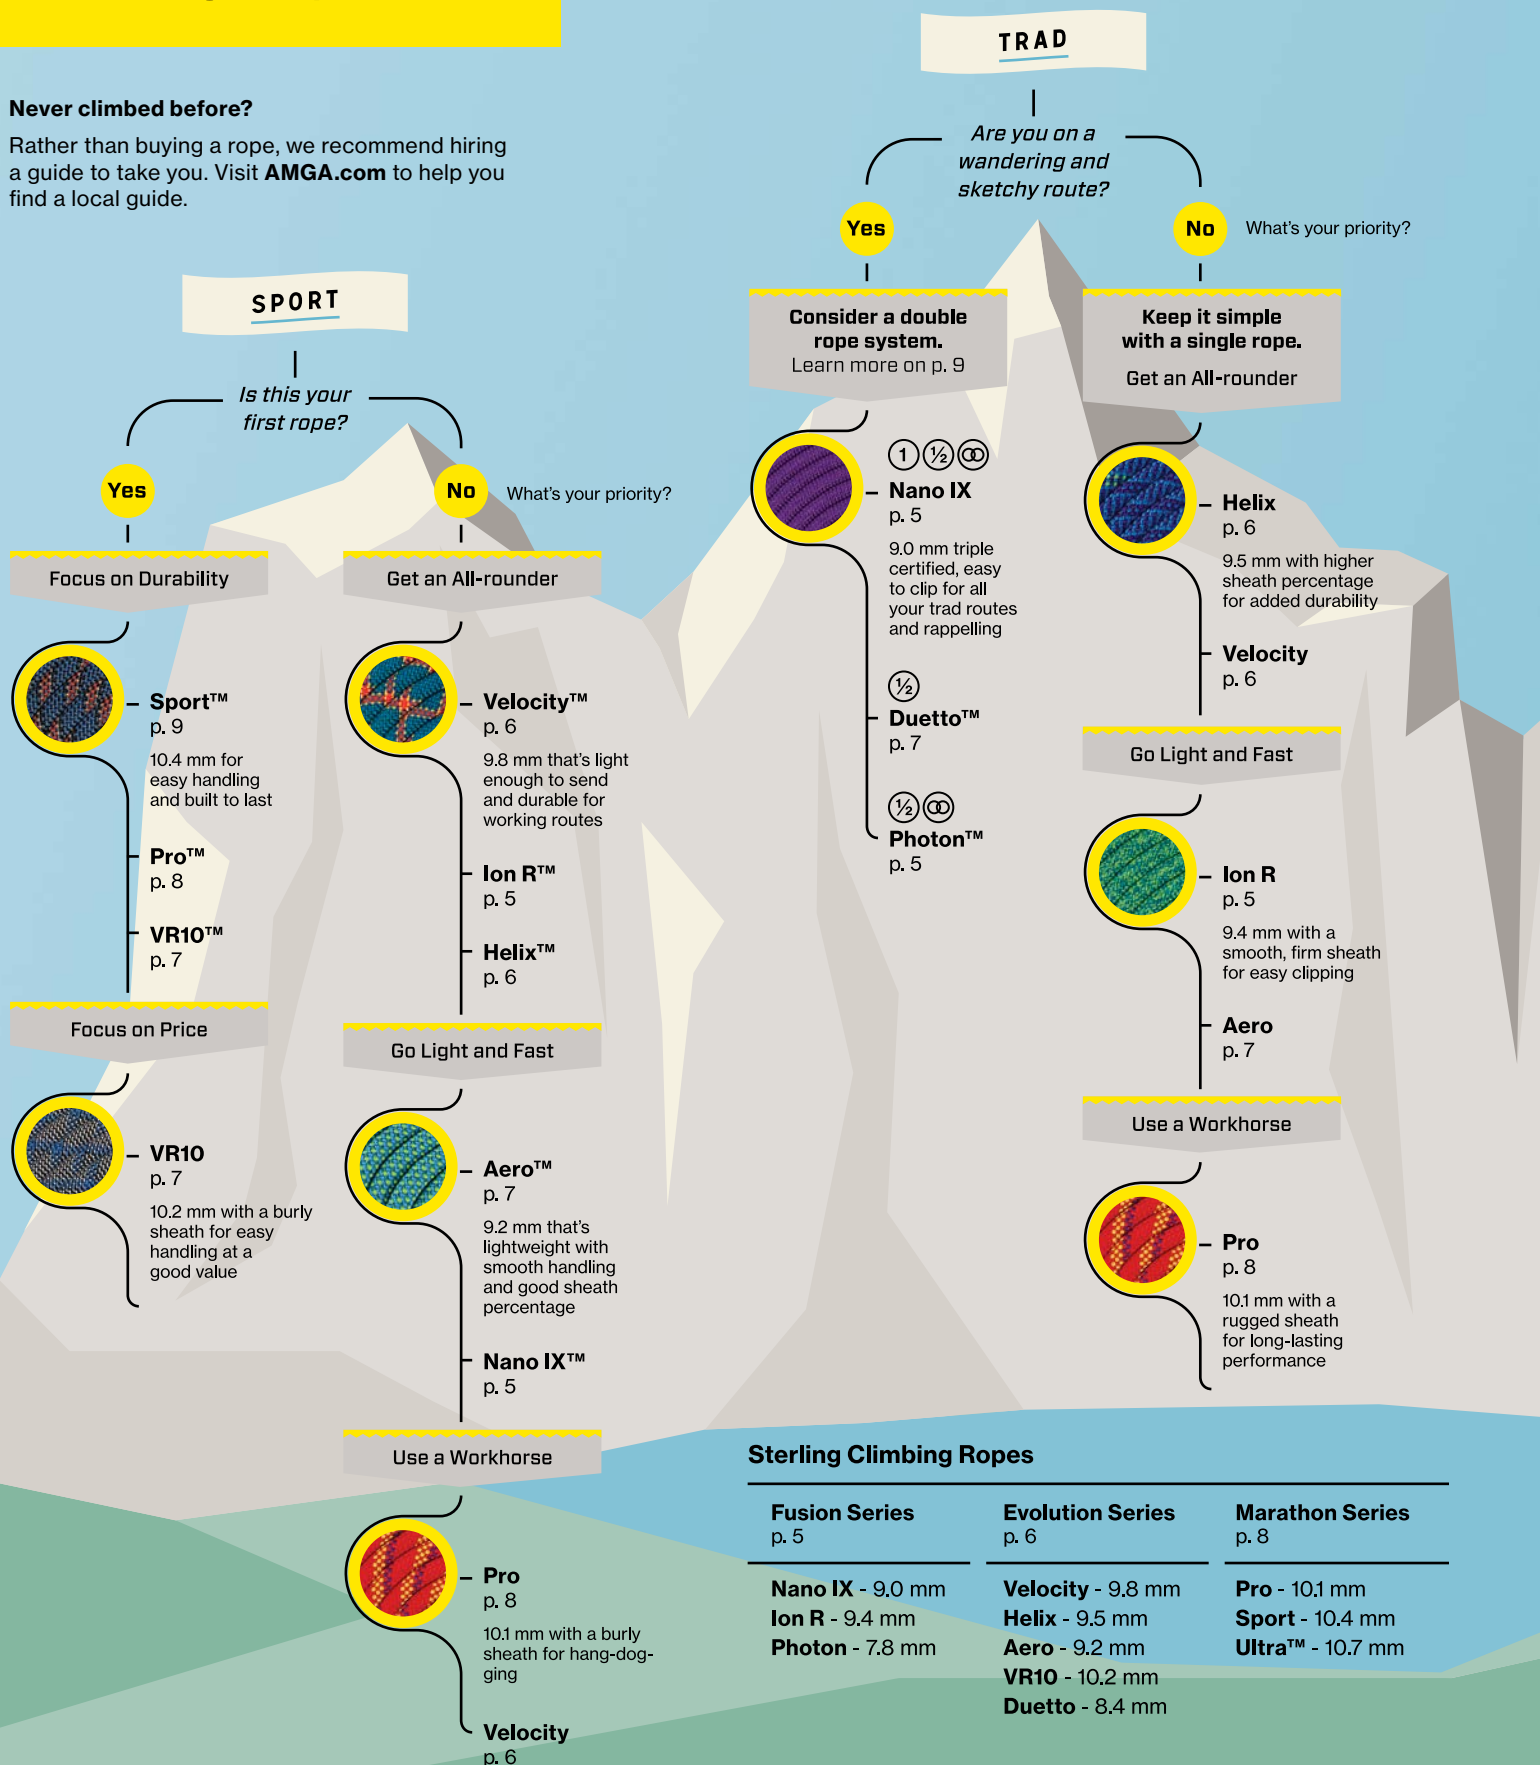 Never climbed before?
Rather than buying a rope, we recommend hiring
a guide to take you. Visit AMGA.com to help you
find a local guide.
SPORT
Is this your
first rope?
Yes
No
What's your priority?
Focus on Durability
Sport™
p. 9
10.4 mm for
easy handling
and built to last
Pro™
p. 8
VR10™
p. 7
Focus on Price
VR10
p. 7
10.2 mm with a burly
sheath for easy
handling at a
good value
Get an All-rounder
Velocity™
p. 6
9.8 mm that's light
enough to send
and durable for
working routes
Ion R™
p. 5
Helix™
p. 6
Go Light and Fast
Aero™
p. 7
9.2 mm that's
lightweight with
smooth handling
and good sheath
percentage
Nano IX™
p. 5
Use a Workhorse
Pro
p. 8
10.1 mm with a burly
sheath for hang-dog-
ging
Velocity
p. 6
TRAD
Are you on a
wandering and
sketchy route?
Yes
No
What's your priority?
Consider a double
rope system.
Learn more on p. 9
1 ½
Nano IX
p. 5
9.0 mm triple
certified, easy
to clip for all
your trad routes
and rappelling
½
Duetto™
p. 7
½
Photon™
p. 5
Keep it simple
with a single rope.
Get an All-rounder
Helix
p. 6
9.5 mm with higher
sheath percentage
for added durability
Velocity
p. 6
Go Light and Fast
Ion R
p. 5
9.4 mm with a
smooth, firm sheath
for easy clipping
Aero
p. 7
Use a Workhorse
Pro
p. 8
10.1 mm with a
rugged sheath
for long-lasting
performance
Sterling Climbing Ropes
Fusion Series
p. 5
Nano IX - 9.0 mm
Ion R - 9.4 mm
Photon - 7.8 mm
Evolution Series
p. 6
Velocity - 9.8 mm
Helix - 9.5 mm
Aero - 9.2 mm
VR10 - 10.2 mm
Duetto - 8.4 mm
Marathon Series
p. 8
Pro - 10.1 mm
Sport - 10.4 mm
Ultra™ - 10.7 mm